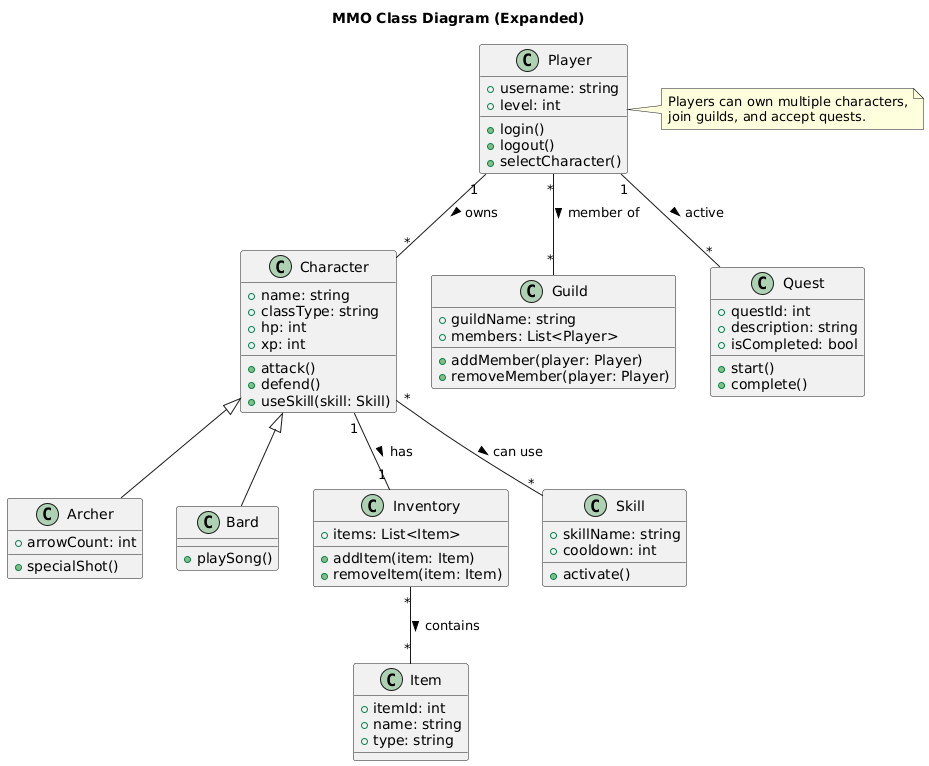 MMO Class Diagram (Expanded)
C Player
username: string
level: int
login()
logout()
selectCharacter()
Players can own multiple characters,
join guilds, and accept quests.
1 * 1
owns member of active
* * *
C Character
name: string
classType: string
hp: int
xp: int
attack()
defend()
useSkill(skill: Skill)
C Guild
guildName: string
members: List<Player>
addMember(player: Player)
removeMember(player: Player)
C Quest
questId: int
description: string
isCompleted: bool
start()
complete()
1 *
has can use
1 *
C Archer
arrowCount: int
specialShot()
C Bard
playSong()
C Inventory
items: List<Item>
addItem(item: Item)
removeItem(item: Item)
C Skill
skillName: string
cooldown: int
activate()
*
contains
*
C Item
itemId: int
name: string
type: string